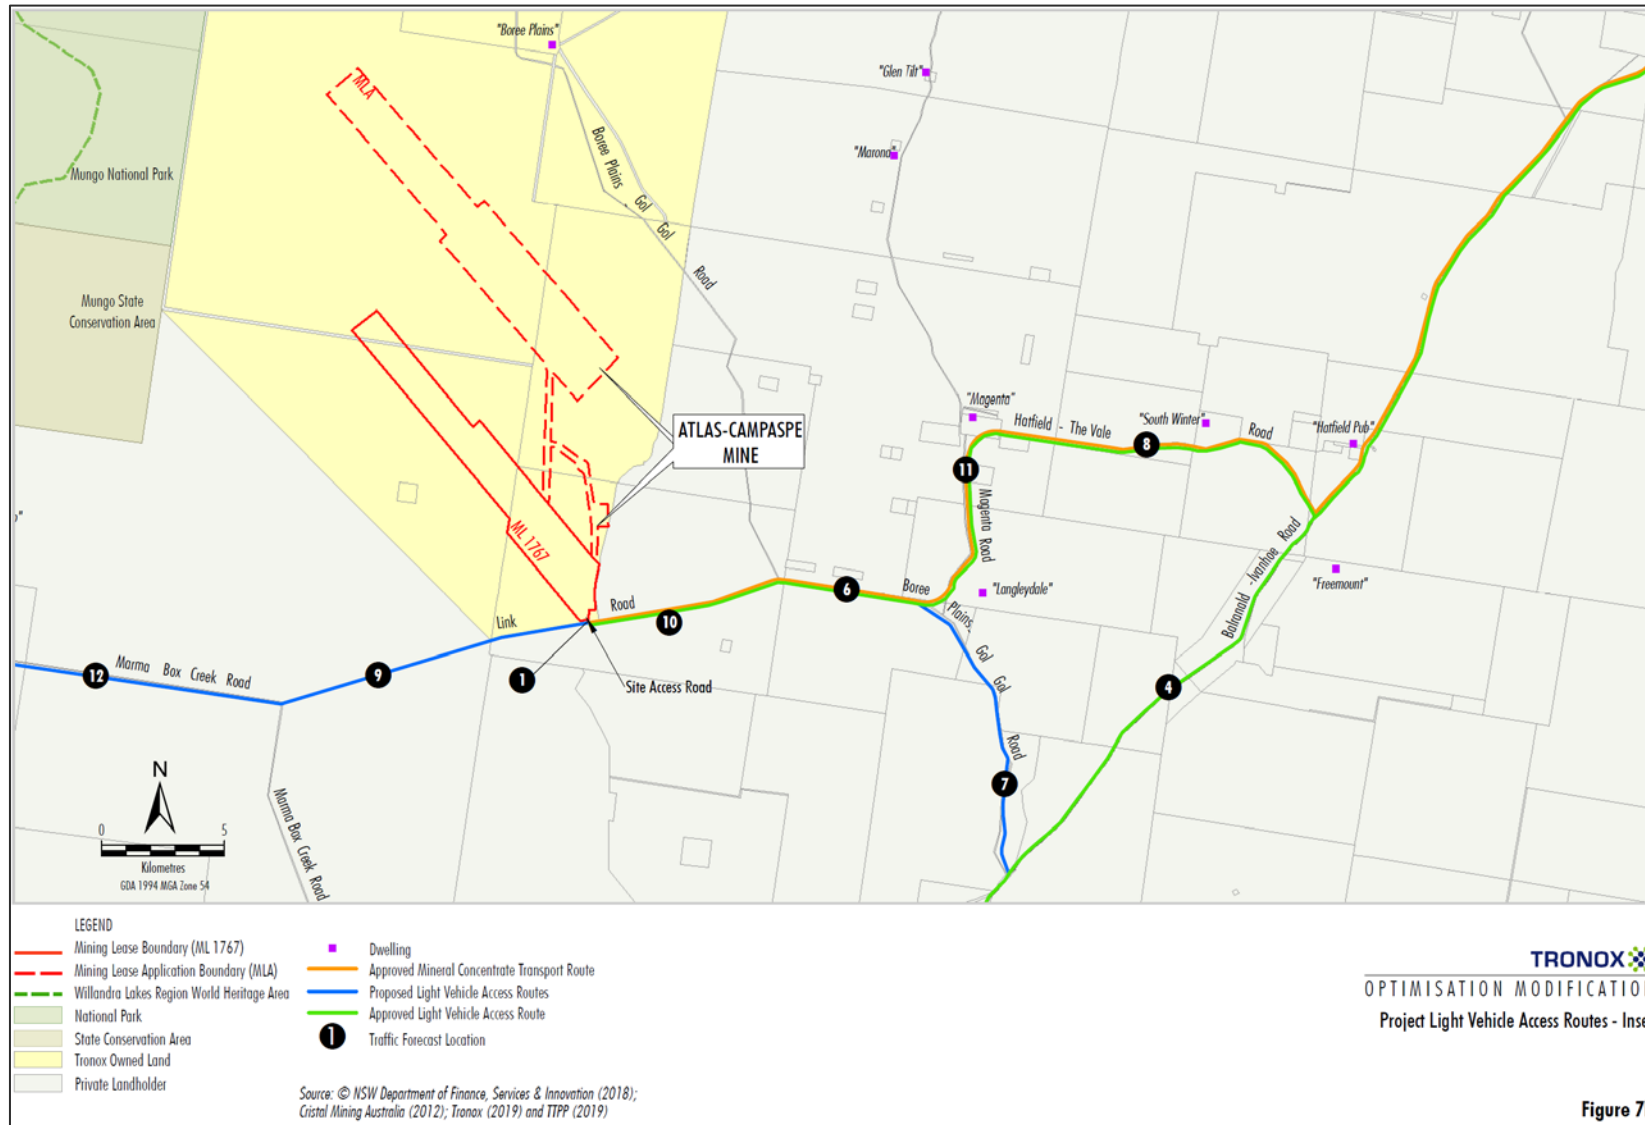 "Boree Plains"
"Glen Tilt"
MLA
"Marona"
Boree Plains Gol Gol Road
Mungo National Park
Mungo State
Conservation Area
"Magenta"
Hatfield - The Vale Road
"South Winter"
"Hatfield Pub"
8
11
ATLAS-CAMPASPE
MINE
Magenta Road
ML 1767
Balranald -Ivanhoe Road
"Freemount"
"Langleydale"
6
Boree Plains Gol Gol Road
Link Road
10
Marma Box Creek Road
12
9
1
Site Access Road
4
7
N
0 5
Kilometres
GDA 1994 MGA Zone 54
Marma Box Creek Road
LEGEND
Mining Lease Boundary (ML 1767)
Mining Lease Application Boundary (MLA)
Willandra Lakes Region World Heritage Area
National Park
State Conservation Area
Tronox Owned Land
Private Landholder
Dwelling
Approved Mineral Concentrate Transport Route
Proposed Light Vehicle Access Routes
Approved Light Vehicle Access Route
1 Traffic Forecast Location
Source: © NSW Department of Finance, Services & Innovation (2018);
Cristal Mining Australia (2012); Tronox (2019) and TTPP (2019)
TRONOX
OPTIMISATION MODIFICATIO
Project Light Vehicle Access Routes - Inse
Figure 7